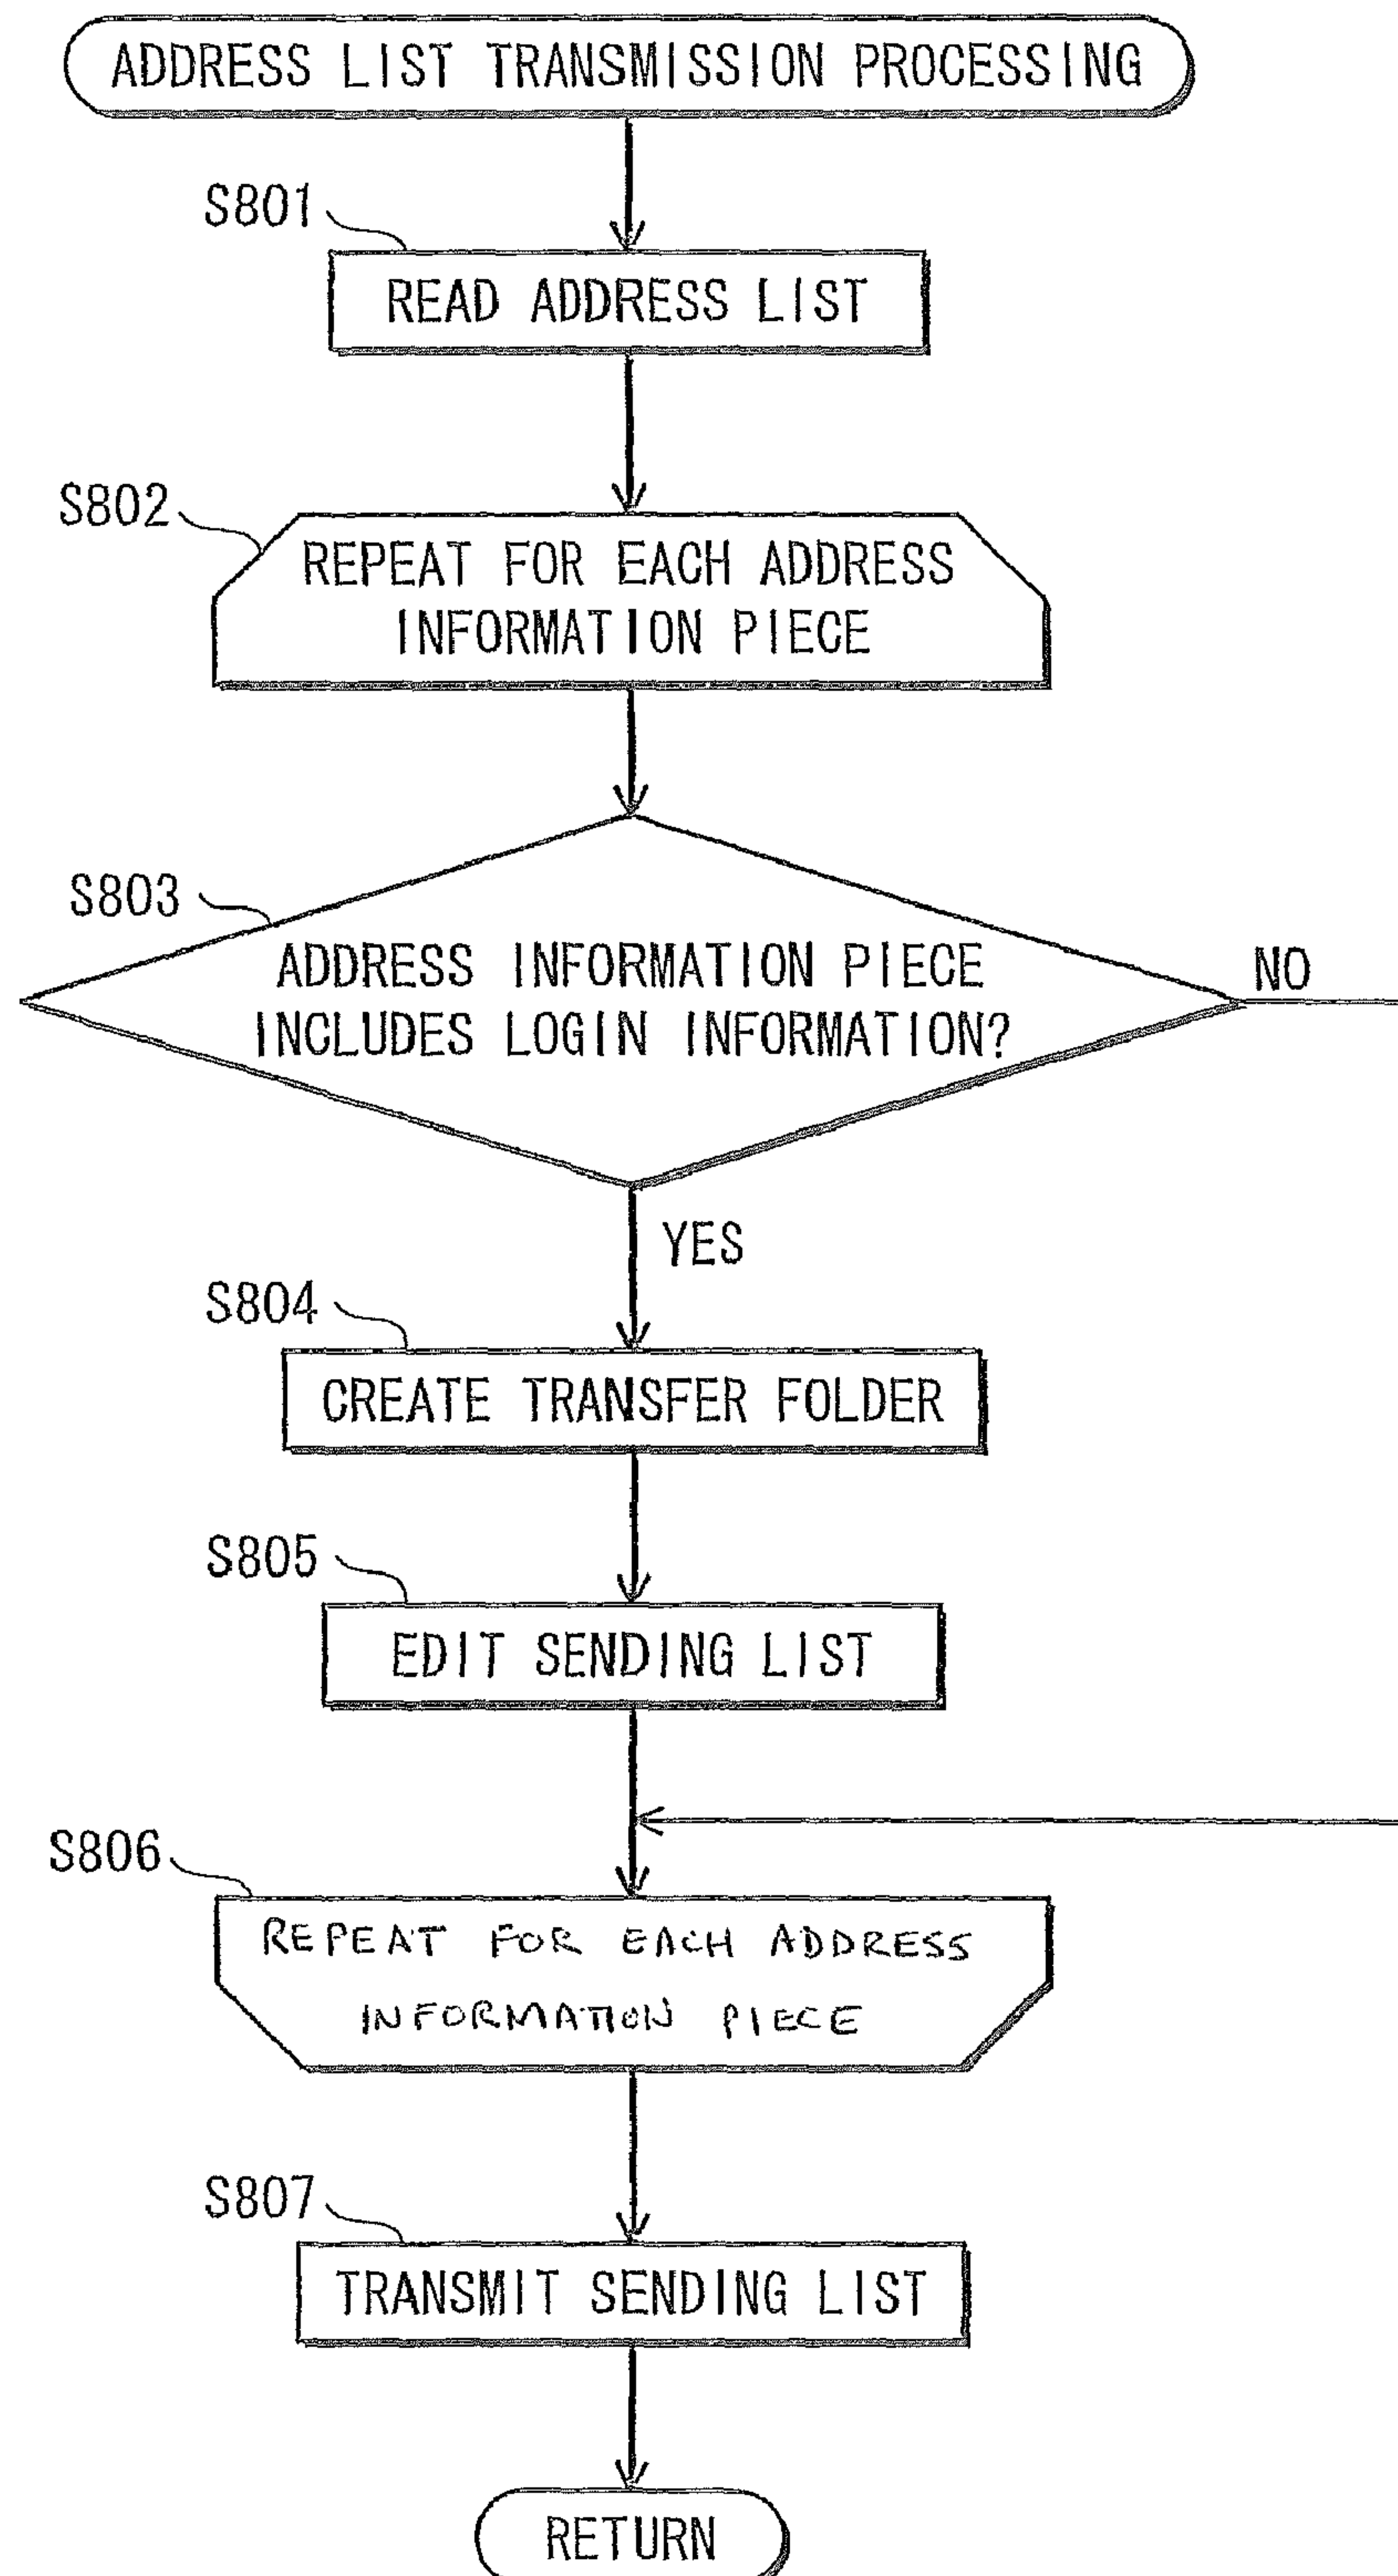 ADDRESS LIST TRANSMISSION PROCESSING
S801
READ ADDRESS LIST
S802
REPEAT FOR EACH ADDRESS
INFORMATION PIECE
S803
ADDRESS INFORMATION PIECE
INCLUDES LOGIN INFORMATION?
NO
YES
S804
CREATE TRANSFER FOLDER
S805
EDIT SENDING LIST
S806
REPEAT FOR EACH ADDRESS
INFORMATION PIECE
S807
TRANSMIT SENDING LIST
RETURN